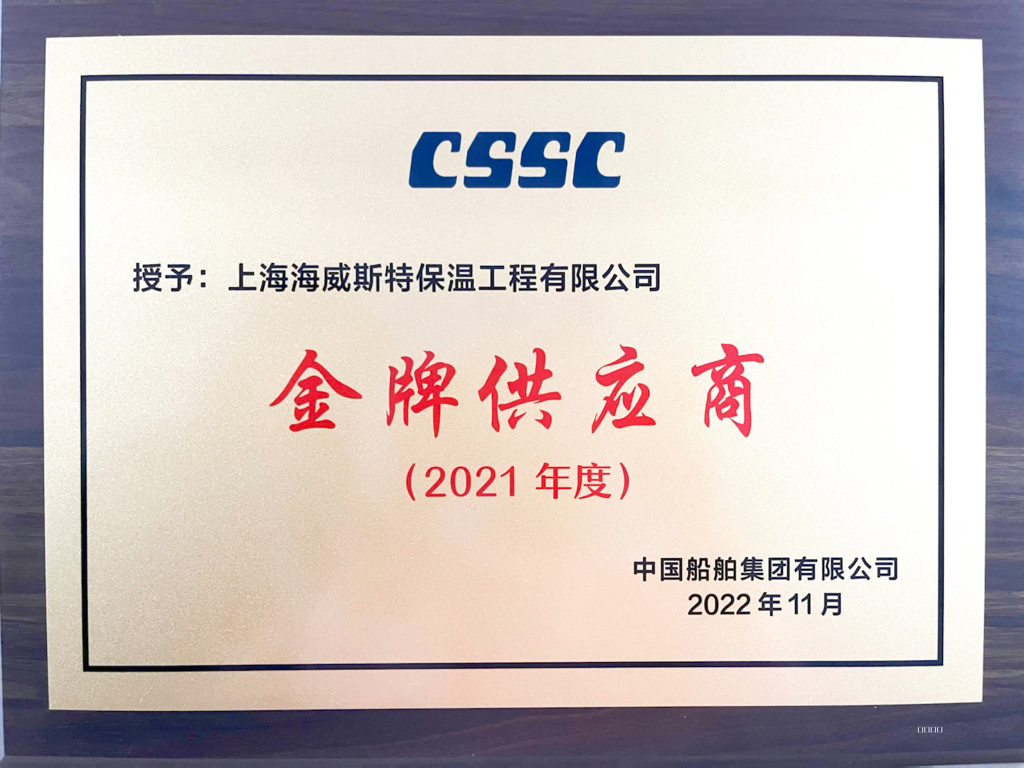 CSSC
授予：上海海威斯特保温工程有限公司
金牌供应商
（2021 年度）
中国船舶集团有限公司
2022 年 11 月